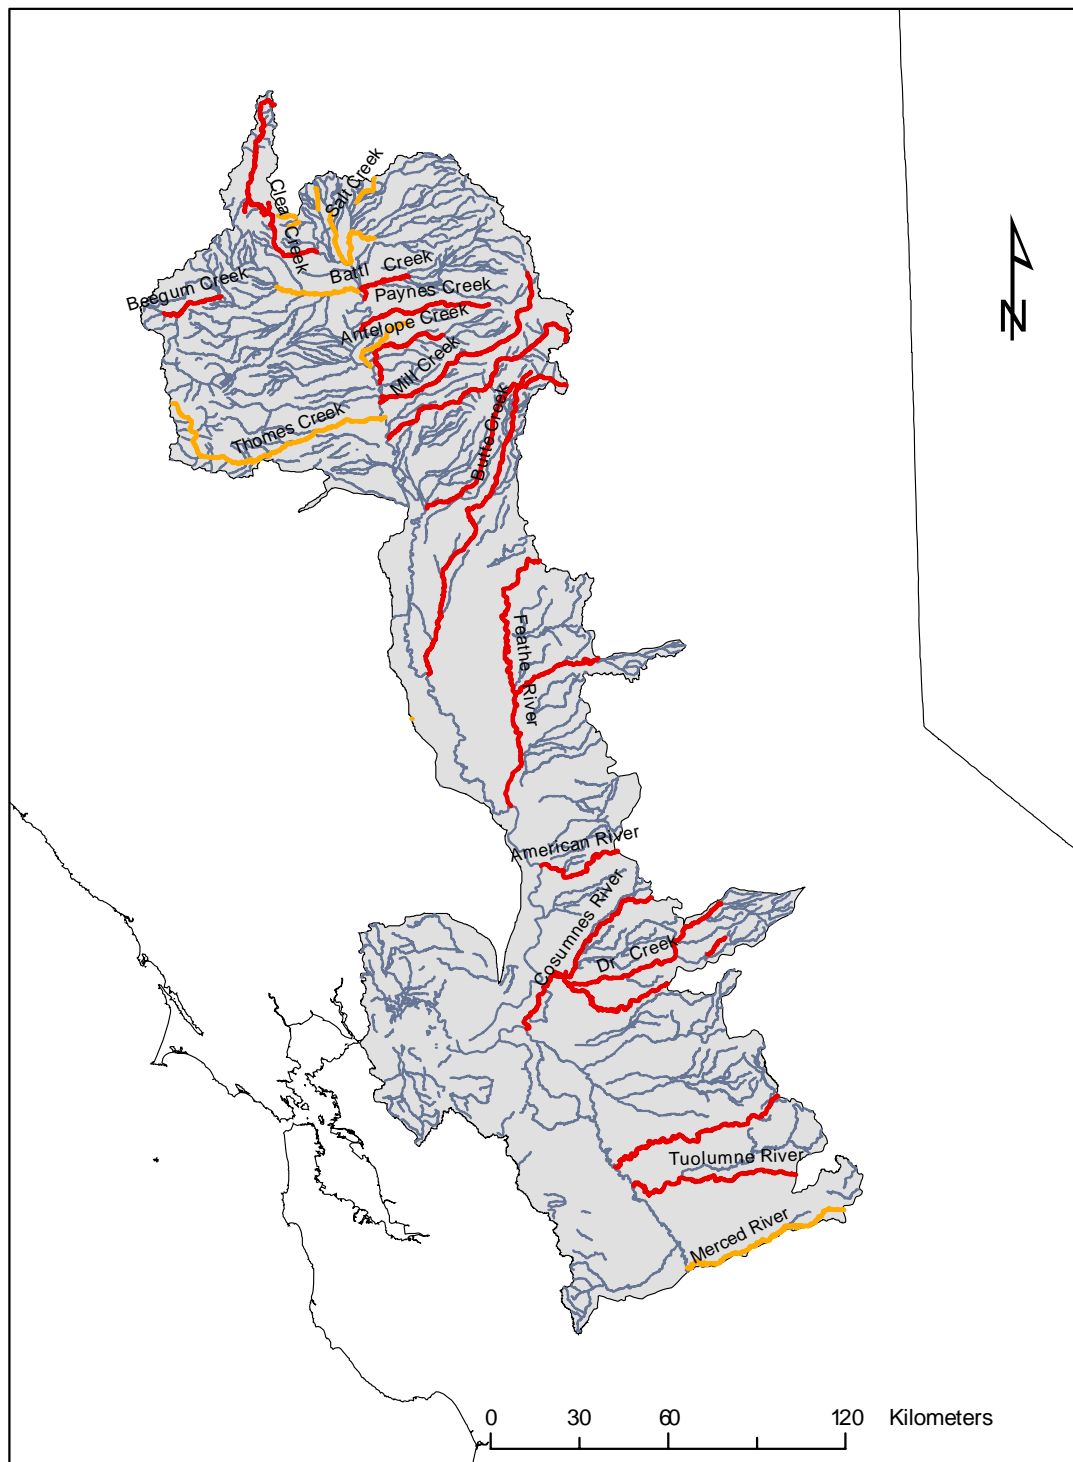 Salt Creek
Clea Creek
Battl Creek
Beegum Creek
Paynes Creek
Antelope Creek
Mill Creek
Thomes Creek
Butte Creek
N
Feathe River
American River
Cosumnes River
Dr Creek
Tuolumne River
Merced River
0 30 60 120 Kilometers